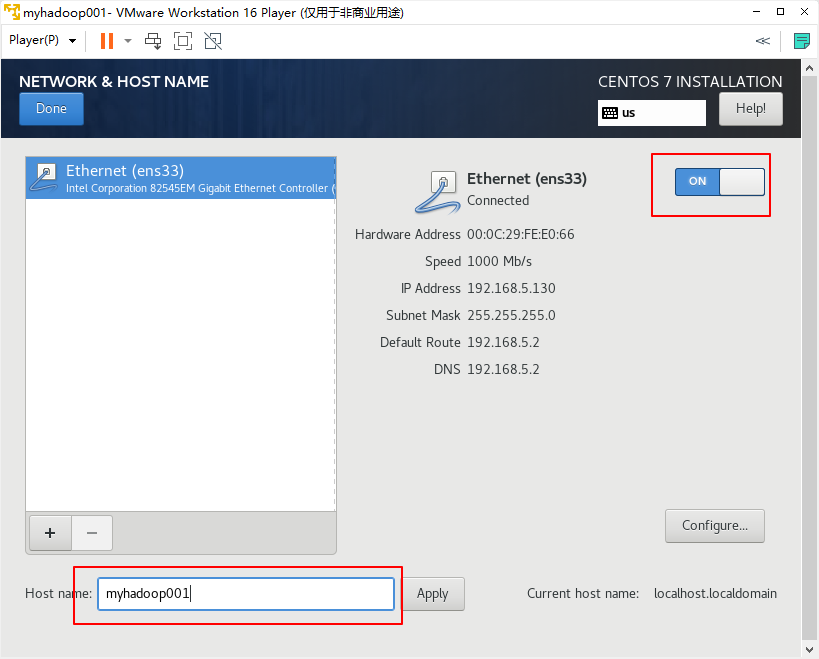 myhadoop001- VMware Workstation 16 Player (仅用于非商业用途)
Player(P)
NETWORK & HOST NAME
CENTOS 7 INSTALLATION
Done
us
Help!
Ethernet (ens33)
Intel Corporation 82545EM Gigabit Ethernet Controller (
Ethernet (ens33)
Connected
ON
Hardware Address 00:0C:29:FE:E0:66
Speed 1000 Mb/s
IP Address 192.168.5.130
Subnet Mask 255.255.255.0
Default Route 192.168.5.2
DNS 192.168.5.2
+ −
Configure...
Host name: myhadoop001 Apply Current host name: localhost.localdomain